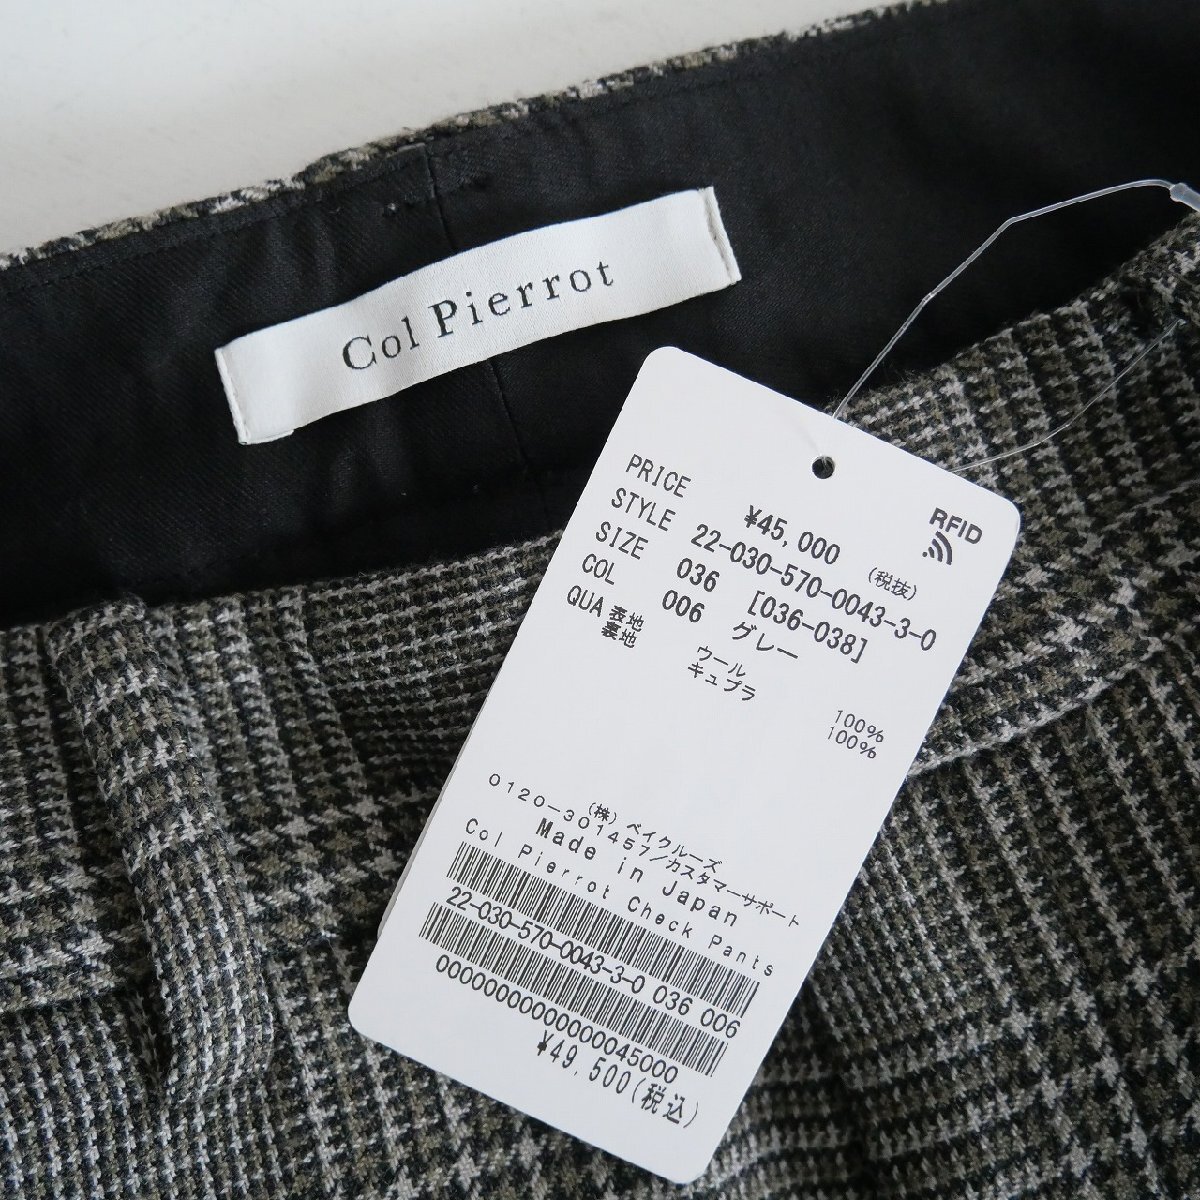 Col Pierrot
RFID
PRICE ¥45,000 (税抜)
STYLE 22-030-570-0043-3-0
SIZE 036 [036-038]
COL 006 グレー
QUA 表地 ウール 100%
裏地 キュプラ 100%
(株)ベイクルーズ
0120-301457/カスタマーサポート
Made in Japan
Col Pierrot Check Pants
22-030-570-0043-3-0 036 006
0000000000000045000
¥49,500(税込)